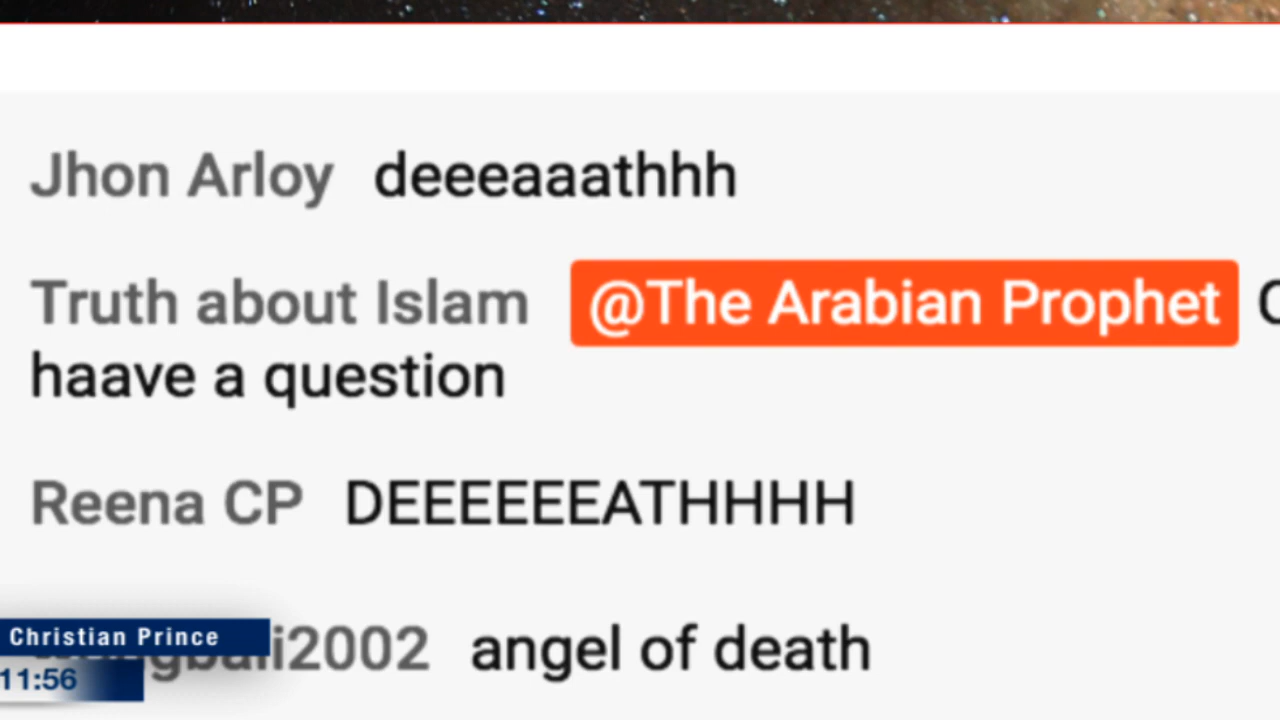 Jhon Arloy deeeaaathhh
Truth about Islam @The Arabian Prophet
haave a question
Reena CP DEEEEEEATHHHH
angel of death
Christian Prince
11:56